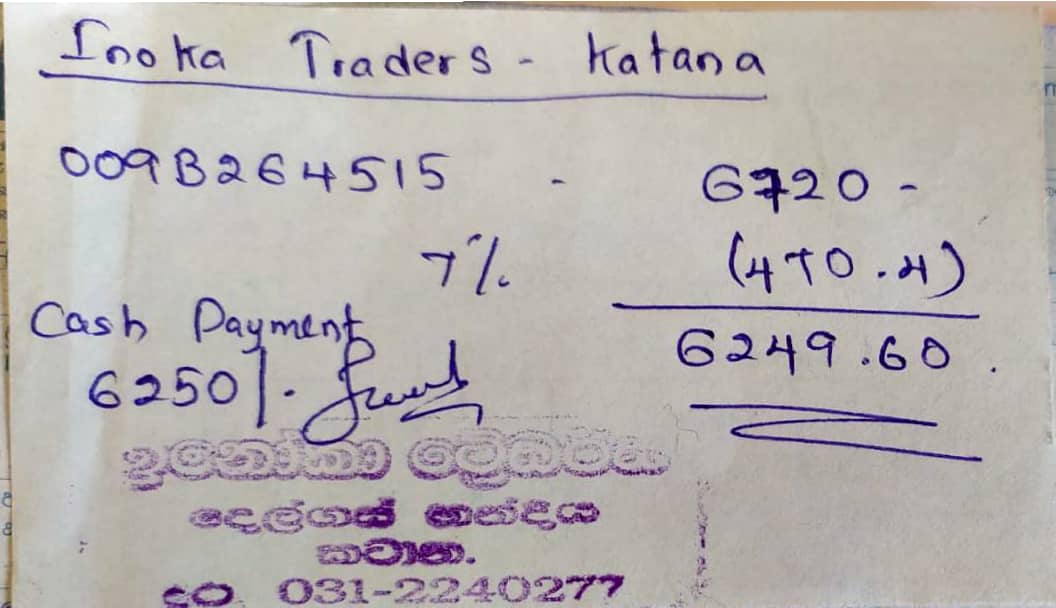 Inoka Traders - Katana
009B264515 - 6720 -
7% (470.4)
6249.60
Cash Payment
6250/-
ඉනෝකා ට්‍රේඩර්ස්
දෙල්ගස් හන්දිය
කටාන.
031-2240277